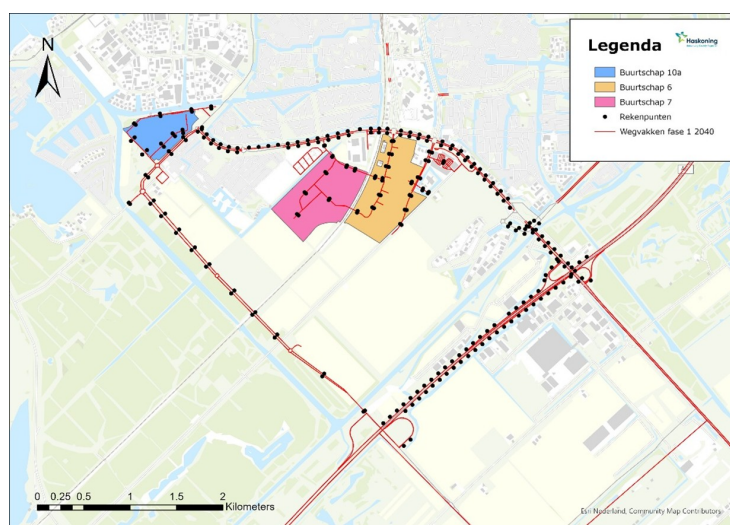 N
Legenda
Haskoning
Buurtschap 10a
Buurtschap 6
Buurtschap 7
Rekenpunten
Wegvakken fase 1 2040
0 0.25 0.5 1 1.5 2
Kilometers
Esri Nederland, Community Map Contributors